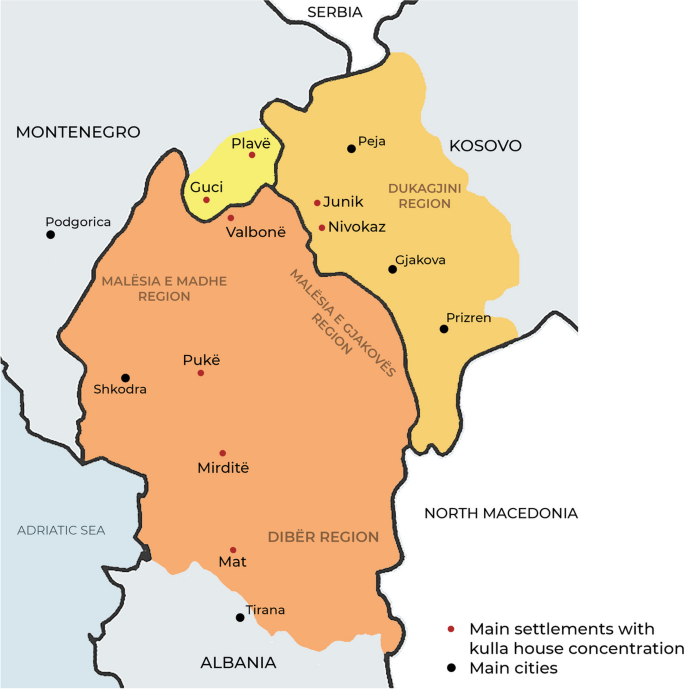 SERBIA
MONTENEGRO
Plavë
Peja
KOSOVO
Guci
DUKAGJINI
REGION
Junik
Podgorica
Valbonë
Nivokaz
Gjakova
MALËSIA E MADHE
REGION
MALËSIA E GJAKOVËS
REGION
Prizren
Pukë
Shkodra
Mirditë
NORTH MACEDONIA
ADRIATIC SEA
DIBËR REGION
Mat
Tirana
Main settlements with
kulla house concentration
ALBANIA
Main cities